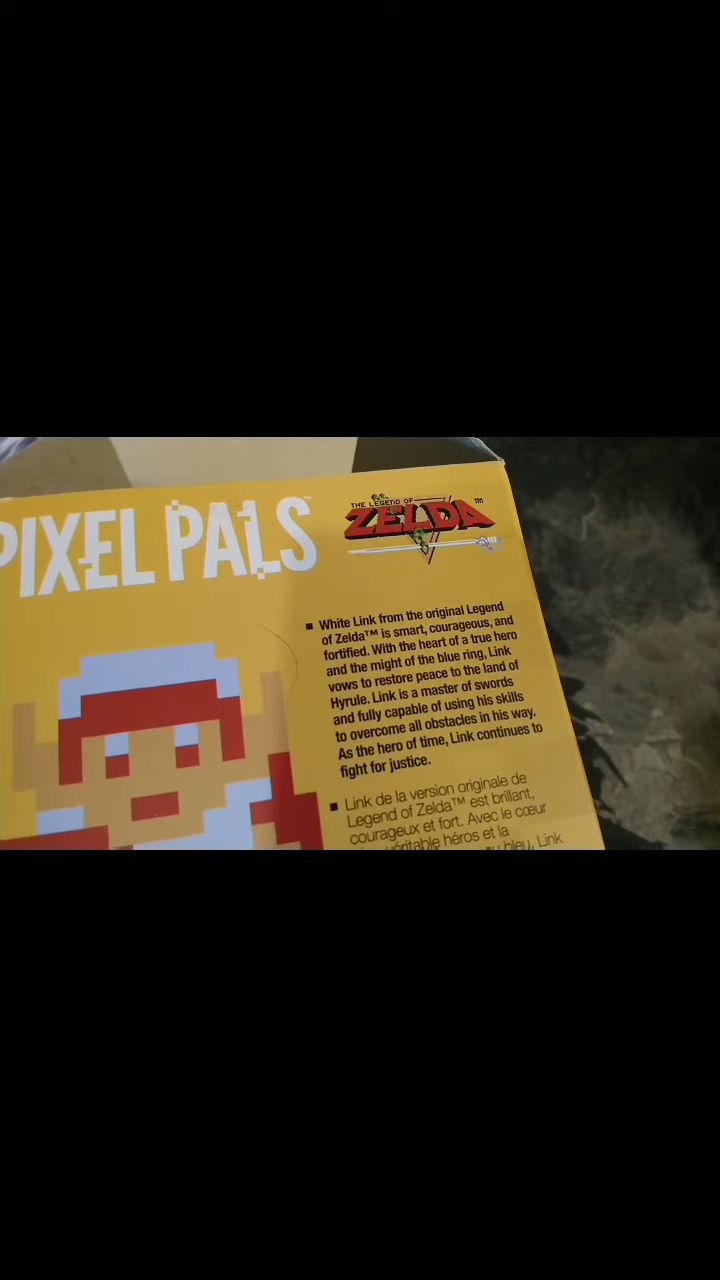 PIXEL PALS™
THE LEGEND OF
ZELDA™
▪ White Link from the original Legend
of Zelda™ is smart, courageous, and
fortified. With the heart of a true hero
and the might of the blue ring, Link
vows to restore peace to the land of
Hyrule. Link is a master of swords
and fully capable of using his skills
to overcome all obstacles in his way.
As the hero of time, Link continues to
fight for justice.
▪ Link de la version originale de
Legend of Zelda™ est brillant,
courageux et fort. Avec le cœur
véritable héros et la
bleu, Link